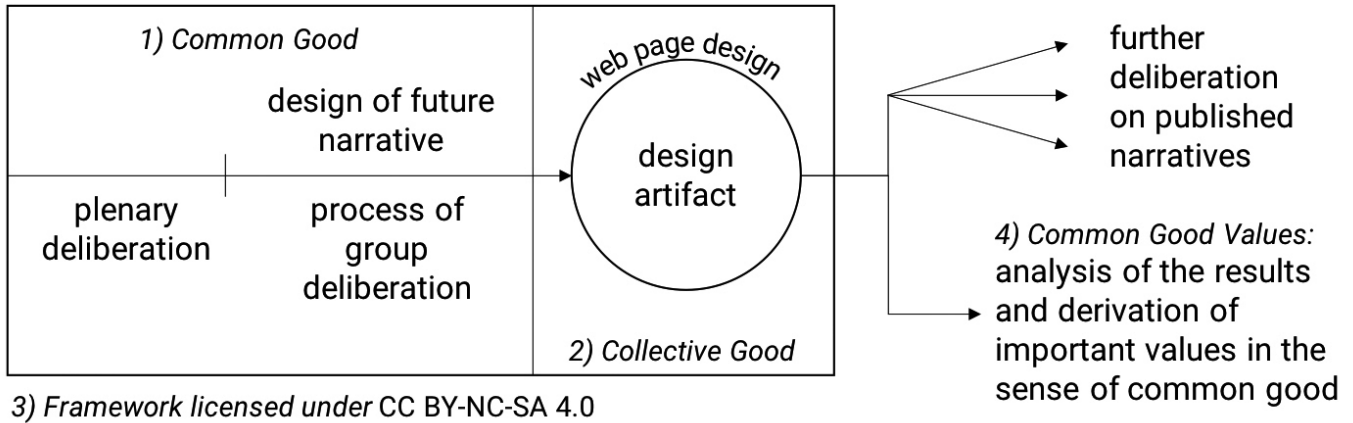 1) Common Good
design of future
narrative
plenary
deliberation
process of
group
deliberation
web page design
design
artifact
2) Collective Good
3) Framework licensed under CC BY-NC-SA 4.0
further
deliberation
on published
narratives
4) Common Good Values:
analysis of the results
and derivation of
important values in the
sense of common good